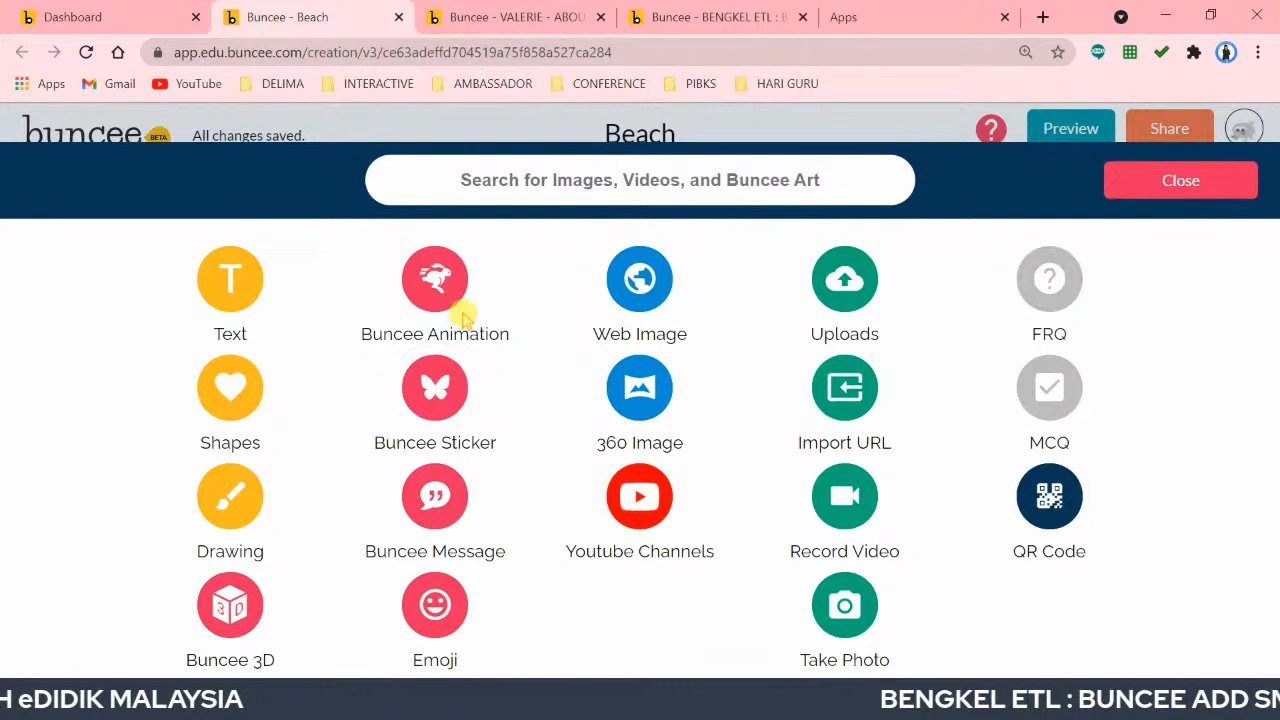 Dashboard
Buncee - Beach
Buncee - VALERIE - ABOU
Buncee - BENGKEL ETL : B
Apps
app.edu.buncee.com/creation/v3/ce63adeffd704519a75f858a527ca284
Apps
Gmail
YouTube
DELIMA
INTERACTIVE
AMBASSADOR
CONFERENCE
PIBKS
HARI GURU
buncee BETA
All changes saved.
Beach
?
Preview
Share
Search for Images, Videos, and Buncee Art
Close
T
?
Text
Buncee Animation
Web Image
Uploads
FRQ
Shapes
Buncee Sticker
360 Image
Import URL
MCQ
Drawing
Buncee Message
Youtube Channels
Record Video
QR Code
3D
Buncee 3D
Emoji
Take Photo
H eDIDIK MALAYSIA
BENGKEL ETL : BUNCEE ADD SM